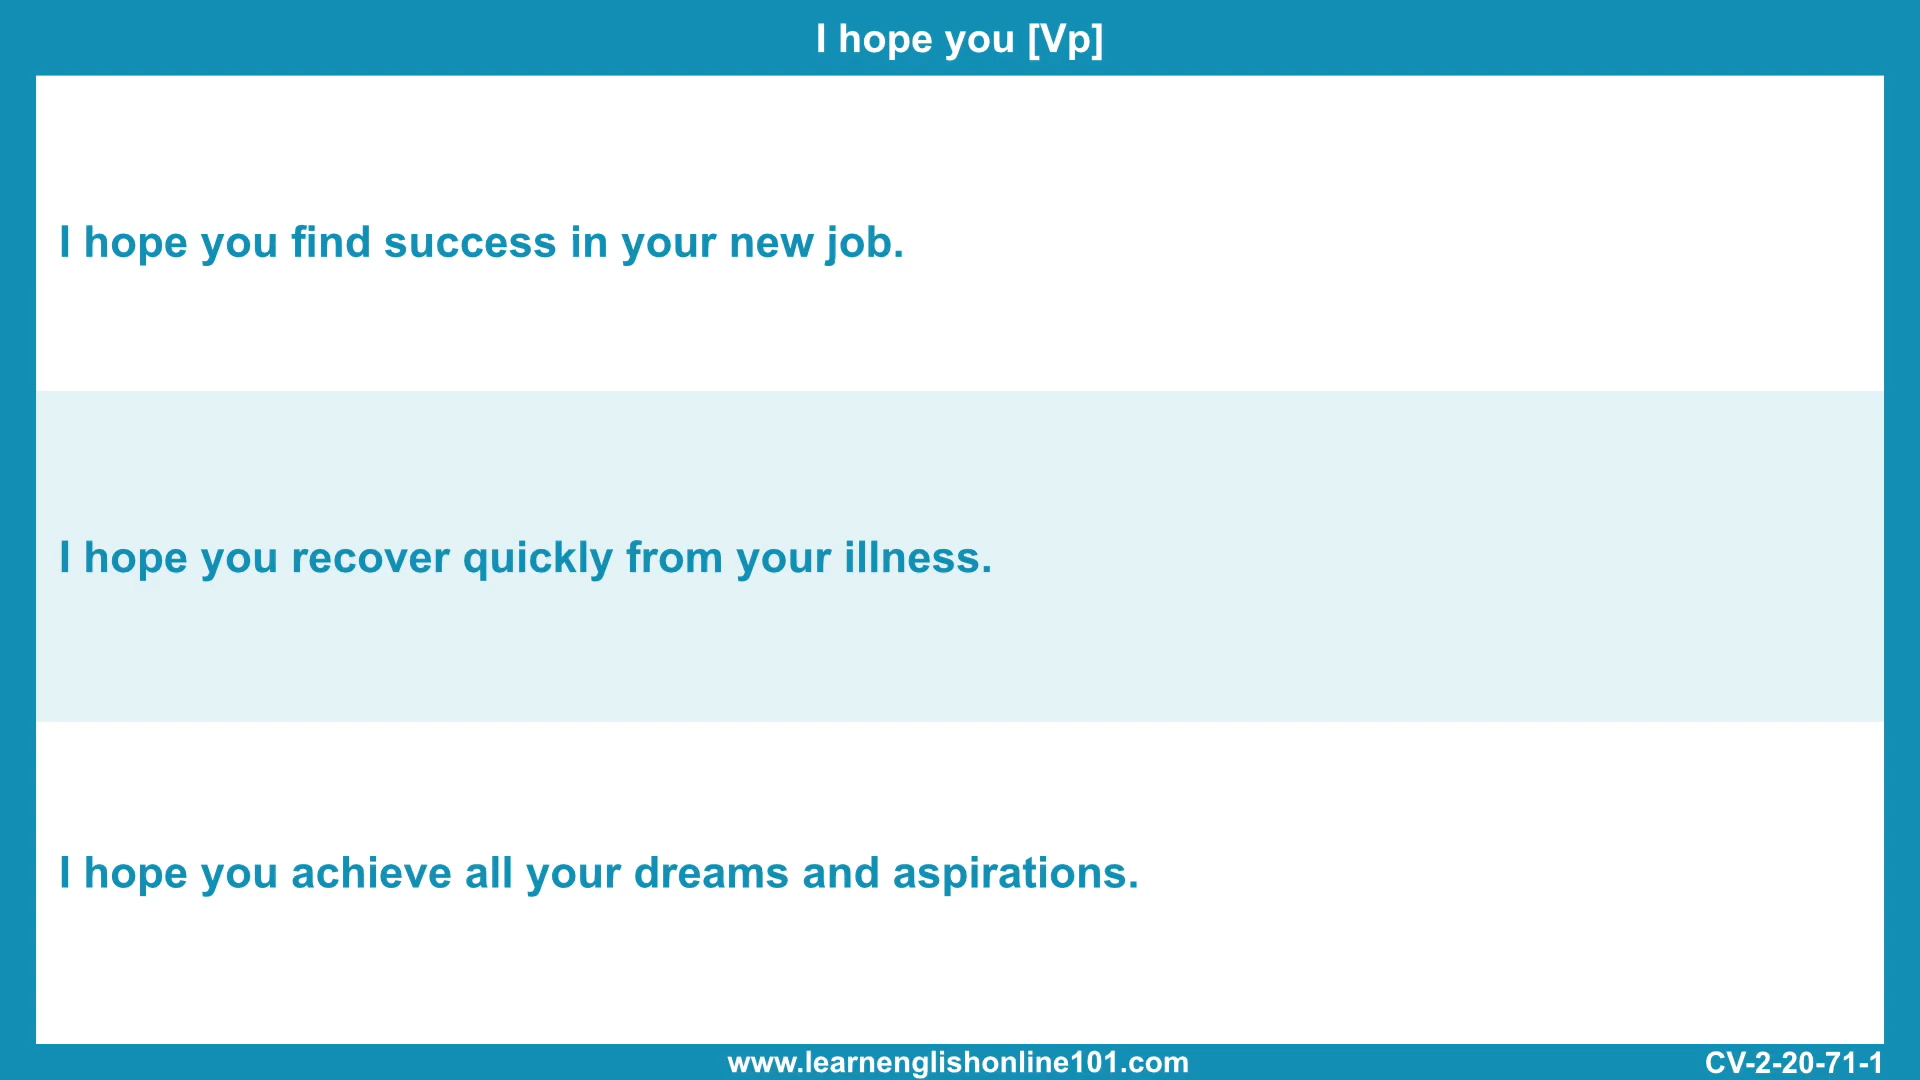 I hope you [Vp]
I hope you find success in your new job.
I hope you recover quickly from your illness.
I hope you achieve all your dreams and aspirations.
www.learnenglishonline101.com
CV-2-20-71-1